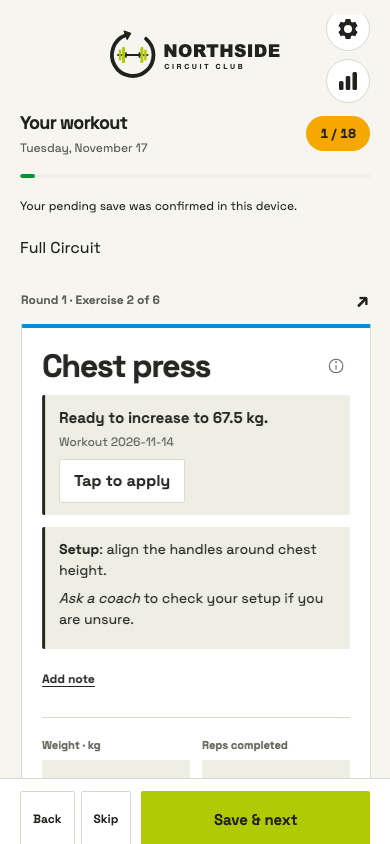 NORTHSIDE
CIRCUIT CLUB
Your workout
Tuesday, November 17
1 / 18
Your pending save was confirmed in this device.
Full Circuit
Round 1 · Exercise 2 of 6
Chest press
Ready to increase to 67.5 kg.
Workout 2026-11-14
Tap to apply
Setup: align the handles around chest
height.
Ask a coach to check your setup if you
are unsure.
Add note
Weight · kg
Reps completed
Back
Skip
Save & next